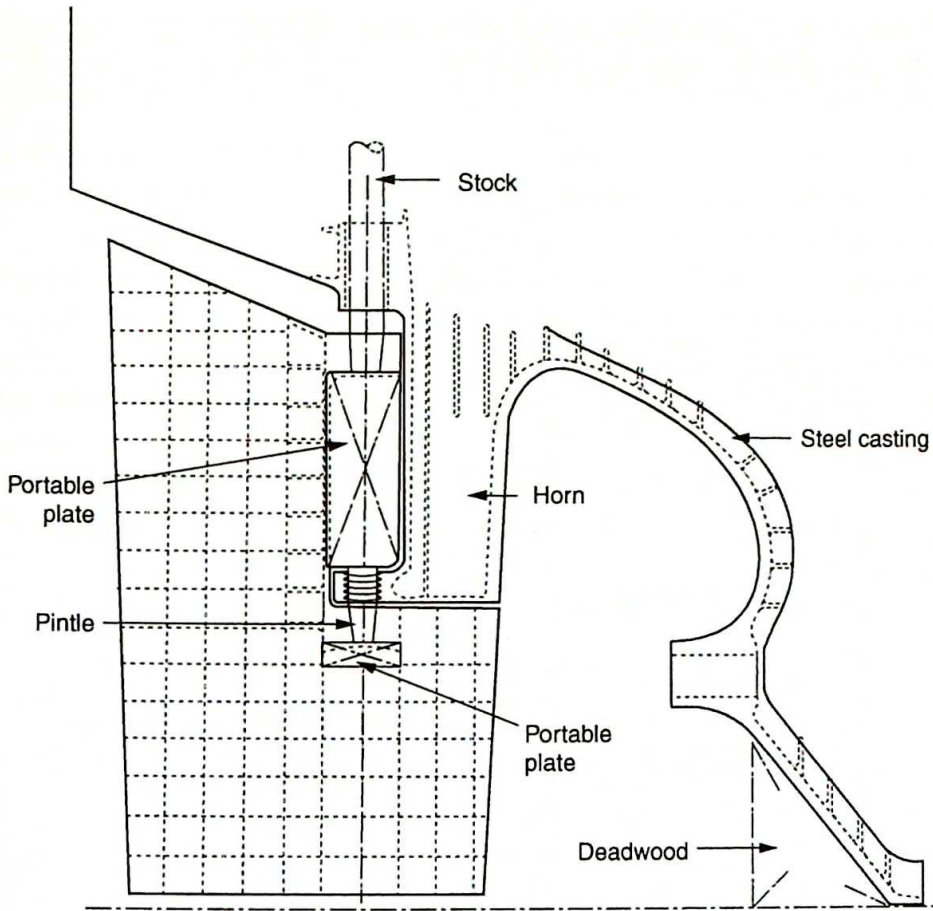 Stock
Steel casting
Portable
plate
Horn
Pintle
Portable
plate
Deadwood